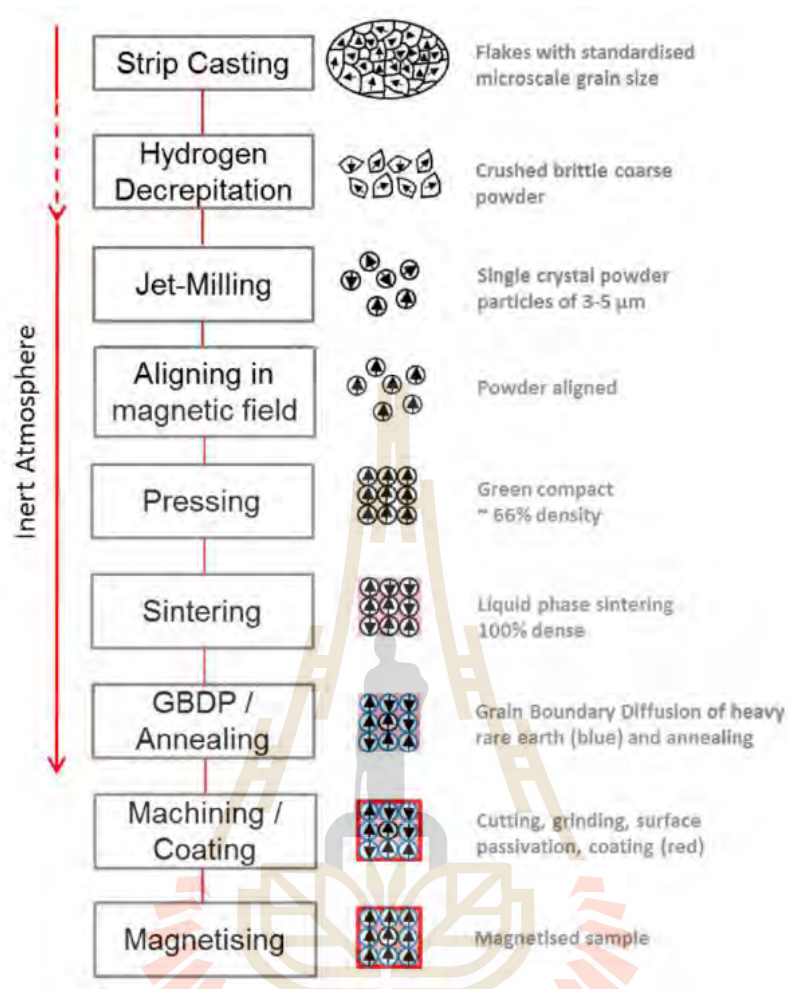 Strip Casting
Flakes with standardised
microscale grain size
Hydrogen
Decrepitation
Crushed brittle coarse
powder
Jet-Milling
Single crystal powder
particles of 3-5 µm
Inert Atmosphere
Aligning in
magnetic field
Powder aligned
Pressing
Green compact
~ 66% density
Sintering
Liquid phase sintering
100% dense
GBDP /
Annealing
Grain Boundary Diffusion of heavy
rare earth (blue) and annealing
Machining /
Coating
Cutting, grinding, surface
passivation, coating (red)
Magnetising
Magnetised sample